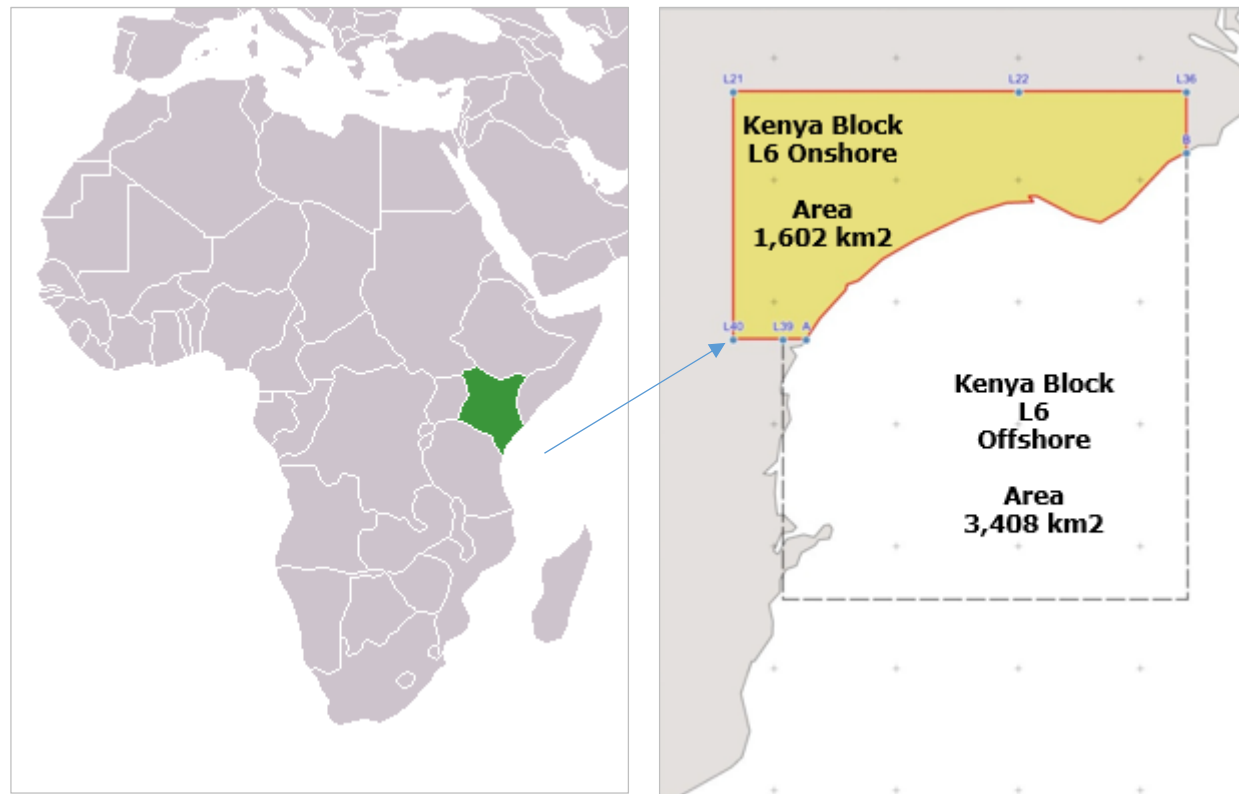 L21
L22
L36
Kenya Block
L6 Onshore
B
Area
1,602 km2
L40
L39
A
Kenya Block
L6
Offshore
Area
3,408 km2